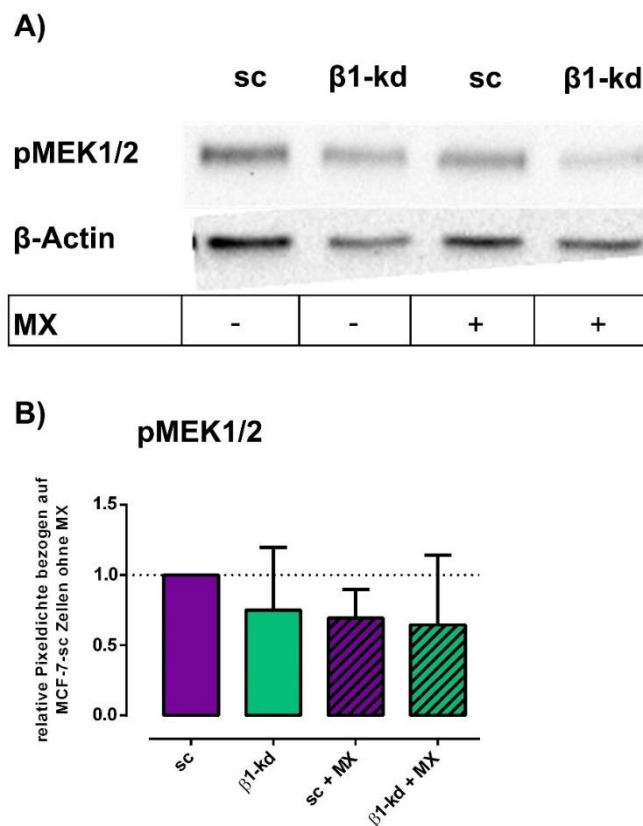 A)
sc β1-kd sc β1-kd
pMEK1/2
β-Actin
MX - - + +
B)
pMEK1/2
relative Pixeldichte bezogen auf
MCF-7-sc Zellen ohne MX
1.5
1.0
0.5
0.0
sc
β1-kd
sc + MX
β1-kd + MX